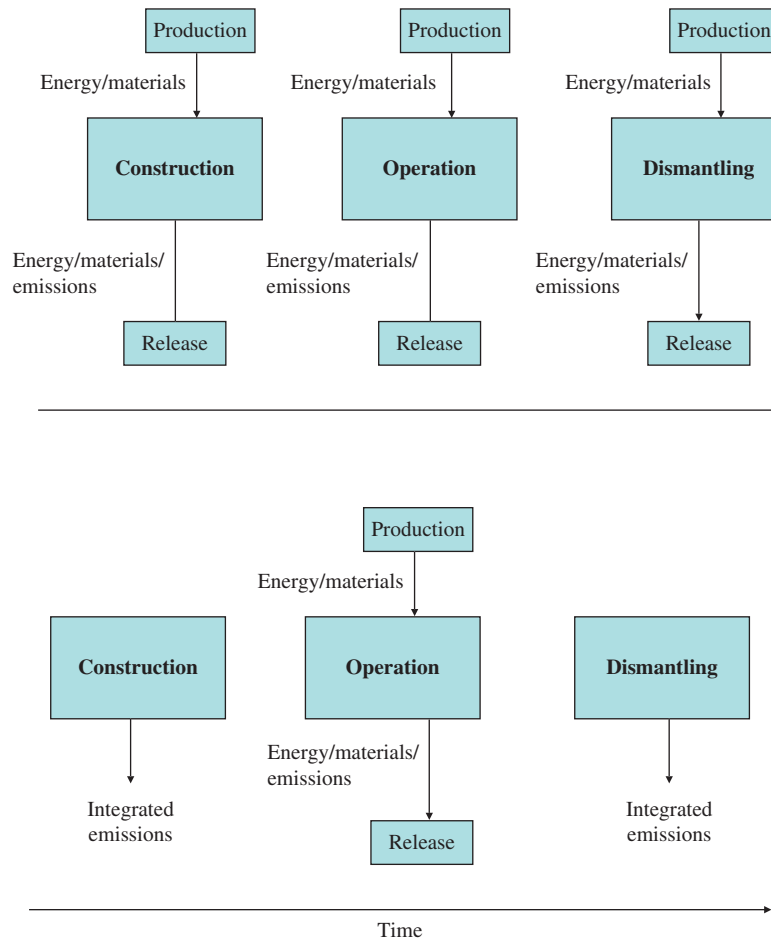 Production
Production
Production
Energy/materials
Energy/materials
Energy/materials
Construction
Operation
Dismantling
Energy/materials/
emissions
Energy/materials/
emissions
Energy/materials/
emissions
Release
Release
Release
Production
Energy/materials
Construction
Operation
Dismantling
Energy/materials/
emissions
Integrated
emissions
Integrated
emissions
Release
Time